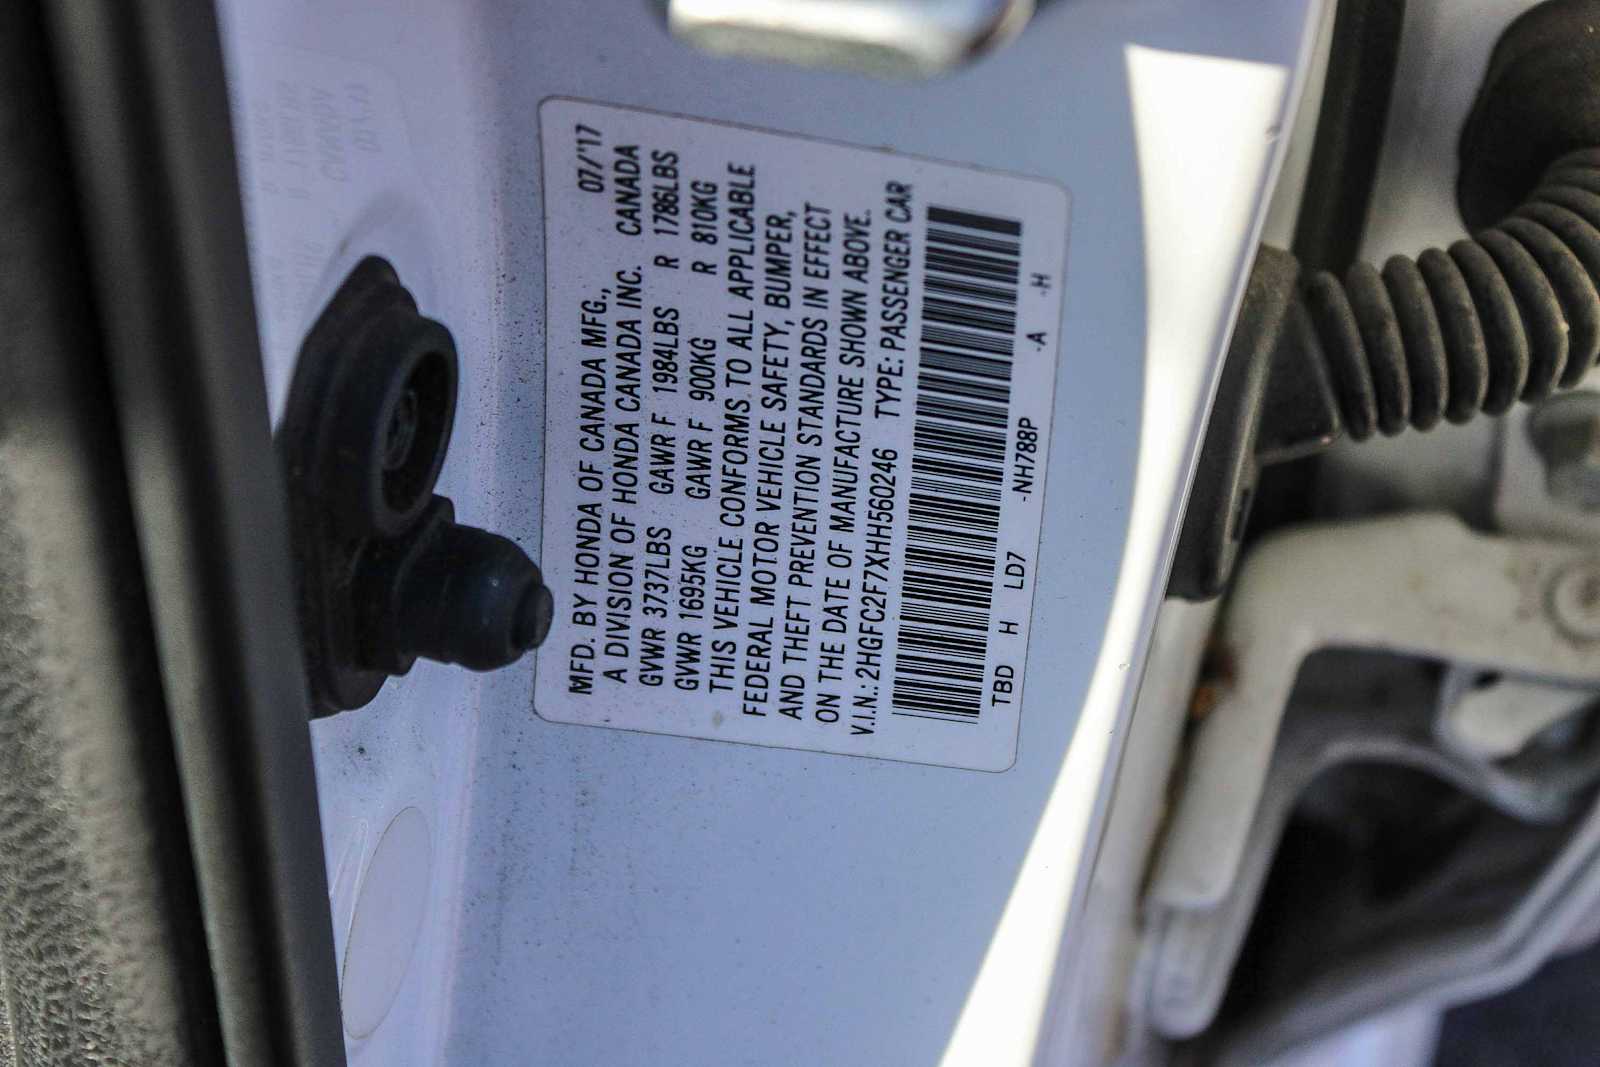 MFD. BY HONDA OF CANADA MFG., 07/'17
A DIVISION OF HONDA CANADA INC. CANADA
GVWR 3737LBS GAWR F 1984LBS R 1786LBS
GVWR 1695KG GAWR F 900KG R 810KG
THIS VEHICLE CONFORMS TO ALL APPLICABLE
FEDERAL MOTOR VEHICLE SAFETY, BUMPER,
AND THEFT PREVENTION STANDARDS IN EFFECT
ON THE DATE OF MANUFACTURE SHOWN ABOVE.
V.I.N.: 2HGFC2F7XHH560246 TYPE: PASSENGER CAR
TBD H LD7 -NH788P -A -H